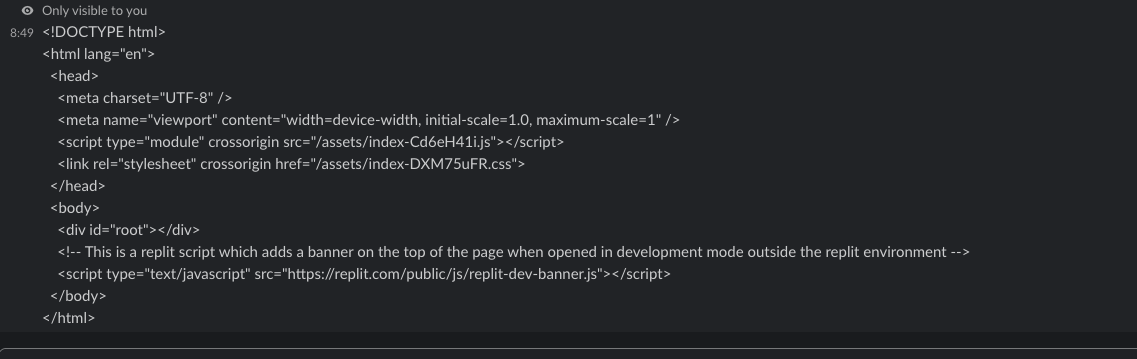 Only visible to you
8:49 <!DOCTYPE html>
<html lang="en">
<head>
<meta charset="UTF-8" />
<meta name="viewport" content="width=device-width, initial-scale=1.0, maximum-scale=1" />
<script type="module" crossorigin src="/assets/index-Cd6eH41i.js"></script>
<link rel="stylesheet" crossorigin href="/assets/index-DXM75uFR.css">
</head>
<body>
<div id="root"></div>
<!-- This is a replit script which adds a banner on the top of the page when opened in development mode outside the replit environment -->
<script type="text/javascript" src="https://replit.com/public/js/replit-dev-banner.js"></script>
</body>
</html>